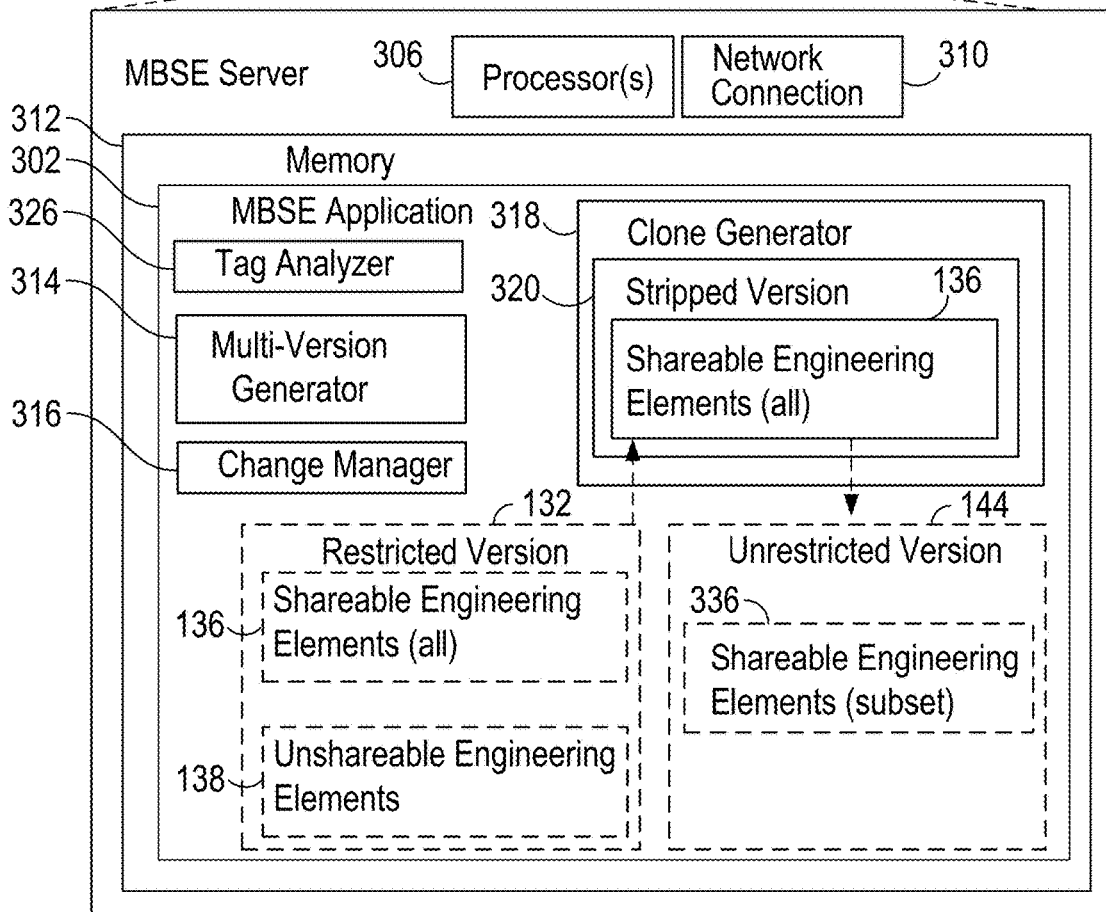 MBSE Server
306
Processor(s)
Network
Connection
310
312
Memory
302
MBSE Application
326
Tag Analyzer
314
Multi-Version
Generator
316
Change Manager
318
Clone Generator
320
Stripped Version
136
Shareable Engineering
Elements (all)
132
Restricted Version
136
Shareable Engineering
Elements (all)
138
Unshareable Engineering
Elements
144
Unrestricted Version
336
Shareable Engineering
Elements (subset)